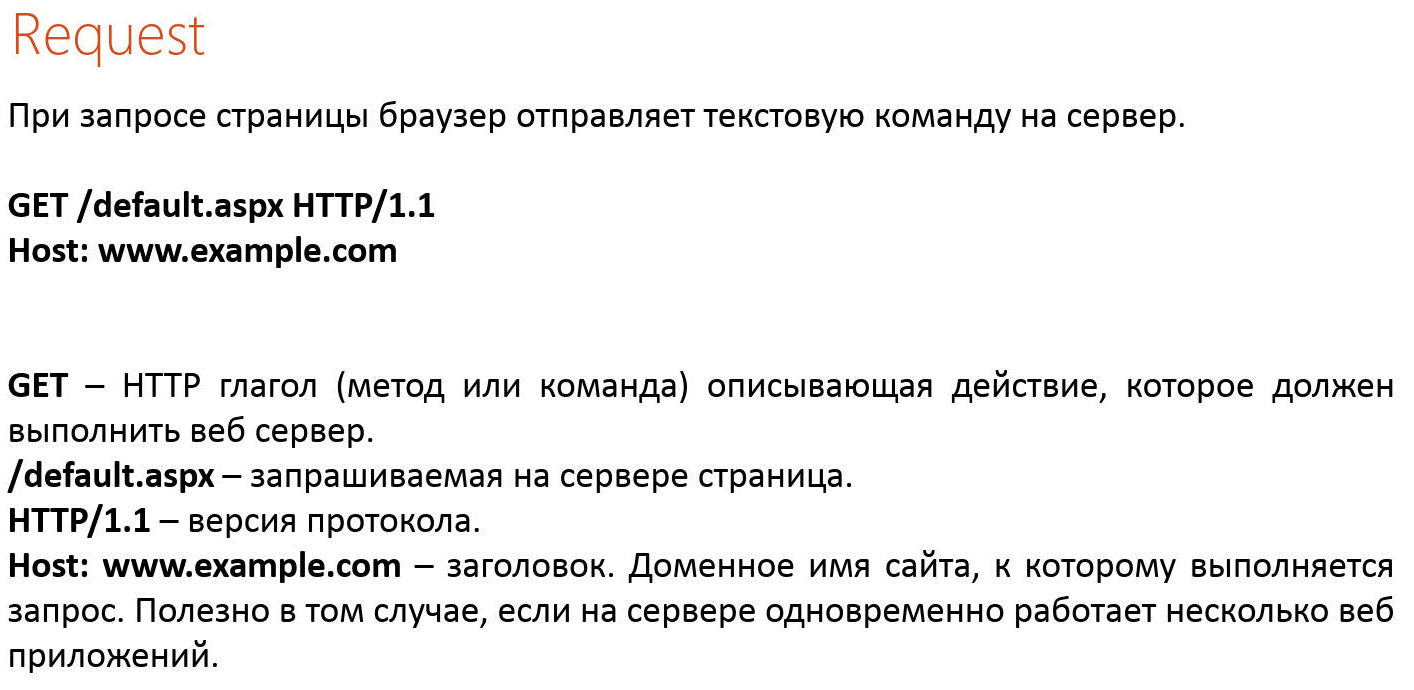 Request
При запросе страницы браузер отправляет текстовую команду на сервер.
GET /default.aspx HTTP/1.1
Host: www.example.com
GET – HTTP глагол (метод или команда) описывающая действие, которое должен
выполнить веб сервер.
/default.aspx – запрашиваемая на сервере страница.
HTTP/1.1 – версия протокола.
Host: www.example.com – заголовок. Доменное имя сайта, к которому выполняется
запрос. Полезно в том случае, если на сервере одновременно работает несколько веб
приложений.